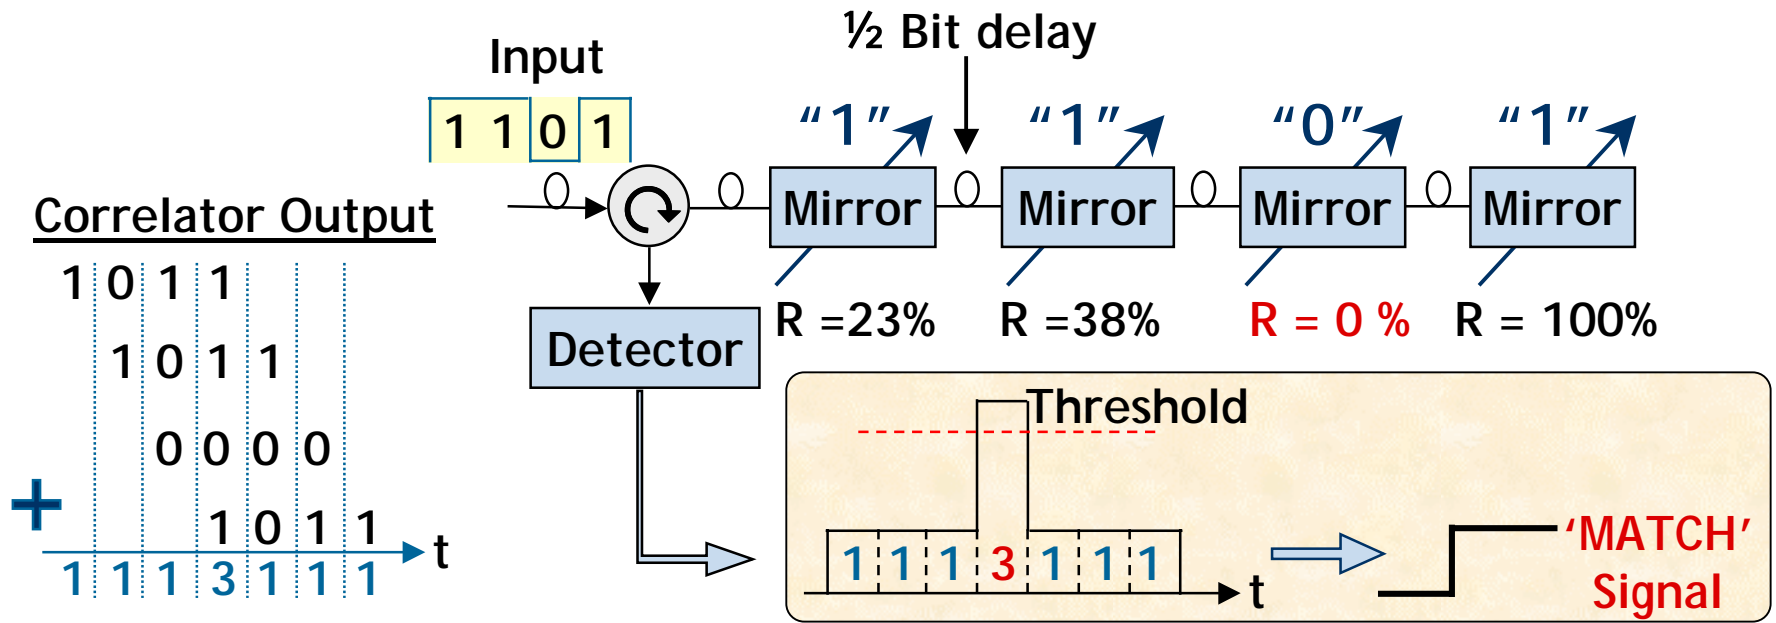 ½ Bit delay
Input
1 1 0 1
“1” “1” “0” “1”
Mirror Mirror Mirror Mirror
R =23% R =38% R = 0 % R = 100%
Correlator Output
1 0 1 1
1 0 1 1
0 0 0 0
+ 1 0 1 1
t
1 1 1 3 1 1 1
Detector
Threshold
1 1 1 3 1 1 1
t
‘MATCH’
Signal